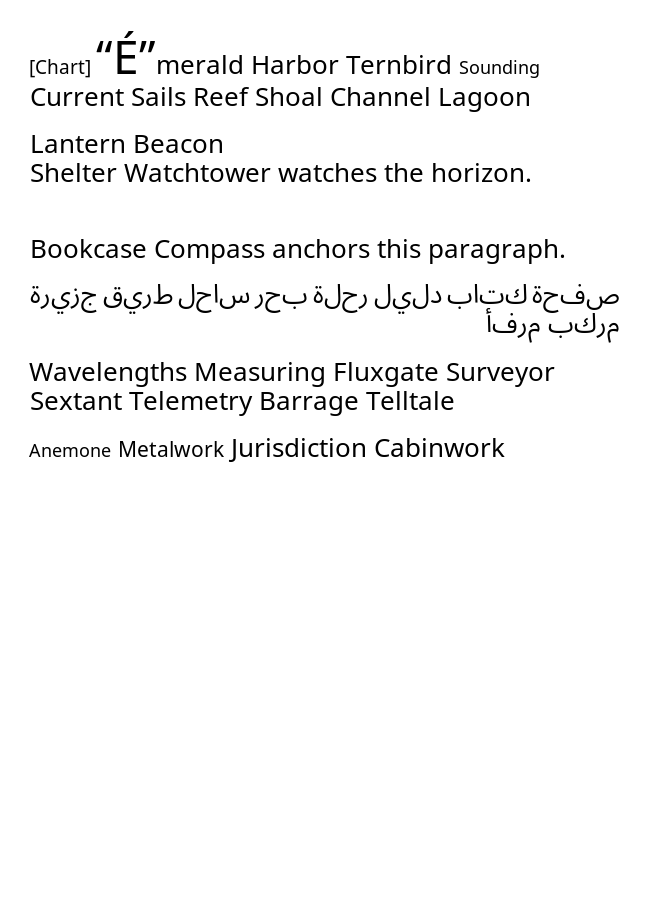 [Chart] “É”merald Harbor Ternbird Sounding
Current Sails Reef Shoal Channel Lagoon
Lantern Beacon
Shelter Watchtower watches the horizon.
Bookcase Compass anchors this paragraph.
صفحة كتاب دليل رحلة بحر ساحل طريق جزيرة
مركب مرفأ
Wavelengths Measuring Fluxgate Surveyor
Sextant Telemetry Barrage Telltale
Anemone Metalwork Jurisdiction Cabinwork